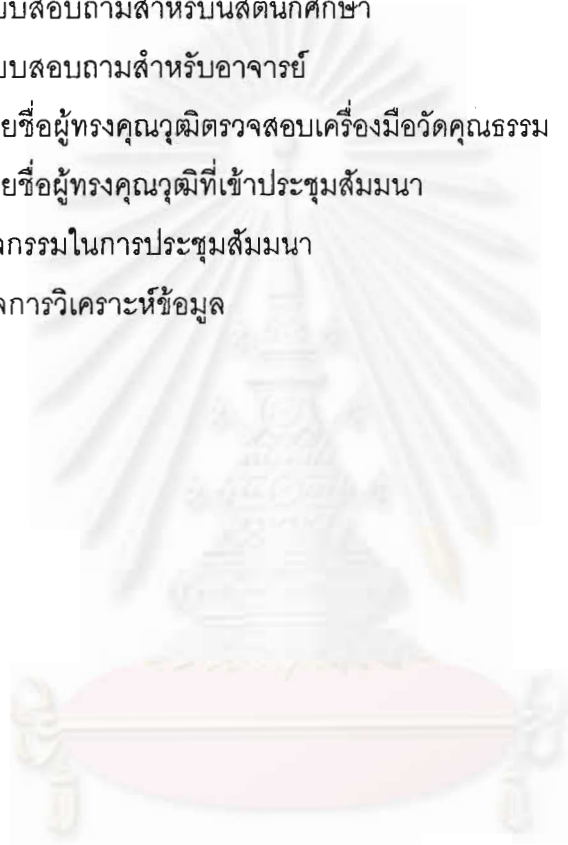 บบสอบถามสำหรับนิสิตนักศึกษา
บบสอบถามสำหรับอาจารย์
ยชื่อผู้ทรงคุณวุฒิตรวจสอบเครื่องมือวัดคุณธรรม
ยชื่อผู้ทรงคุณวุฒิที่เข้าประชุมสัมมนา
จกรรมในการประชุมสัมมนา
ลการวิเคราะห์ข้อมูล